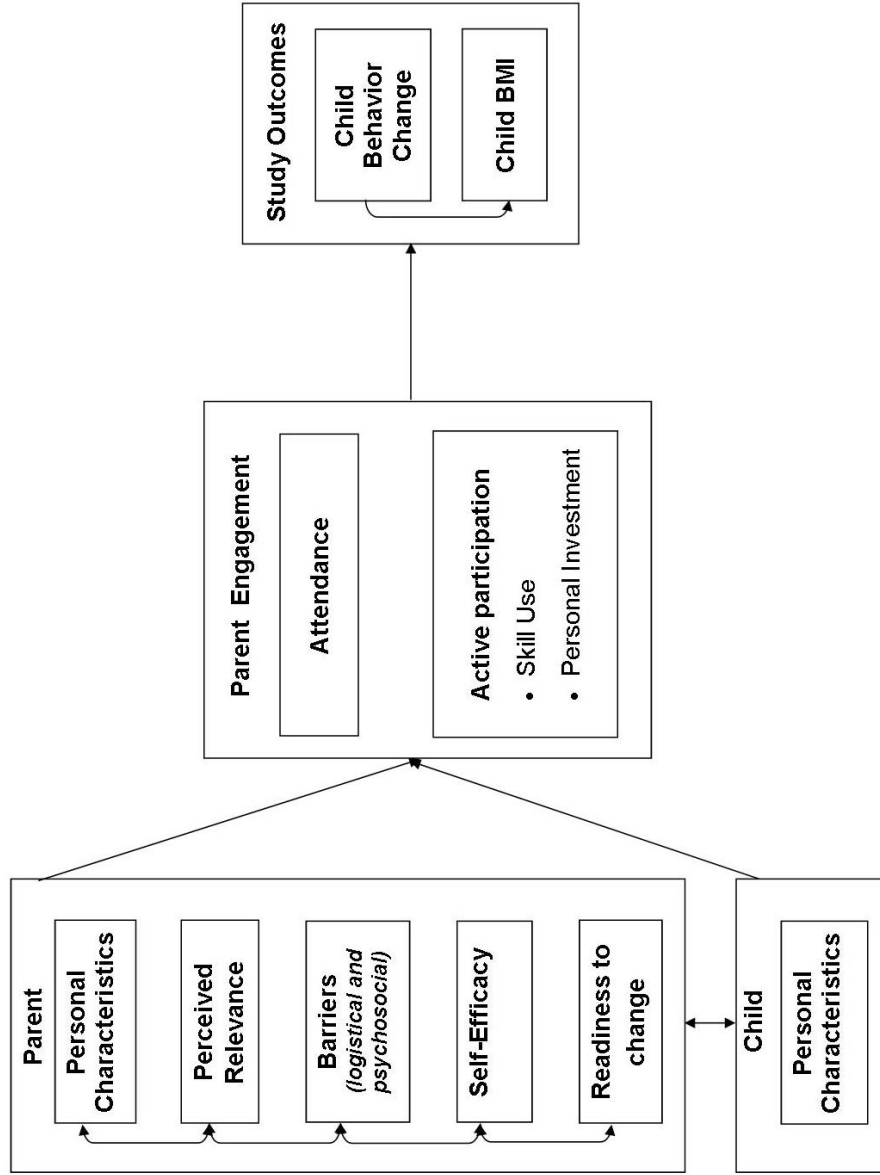 Parent
Personal
Characteristics
Perceived
Relevance
Barriers
(logistical and
psychosocial)
Self-Efficacy
Readiness to
change
Child
Personal
Characteristics
Parent Engagement
Attendance
Active participation
• Skill Use
• Personal Investment
Study Outcomes
Child
Behavior
Change
Child BMI